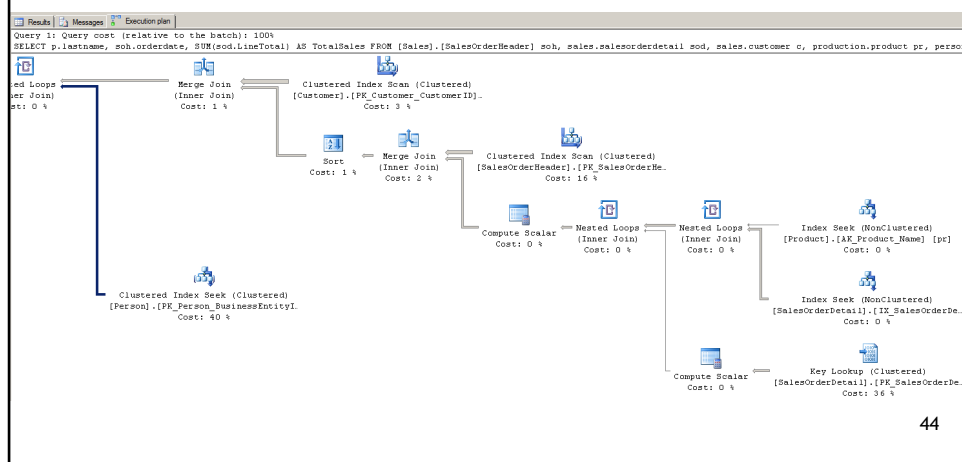 Results Messages Execution plan
Query 1: Query cost (relative to the batch): 100%
SELECT p.lastname, soh.orderdate, SUM(sod.LineTotal) AS TotalSales FROM [Sales].[SalesOrderHeader] soh, sales.salesorderdetail sod, sales.customer c, production.product pr, perso
ted Loops
ner Join)
st: 0 %
Merge Join
(Inner Join)
Cost: 1 %
Clustered Index Scan (Clustered)
[Customer].[PK_Customer_CustomerID]…
Cost: 3 %
Sort
Cost: 1 %
Merge Join
(Inner Join)
Cost: 2 %
Clustered Index Scan (Clustered)
[SalesOrderHeader].[PK_SalesOrderHe…
Cost: 16 %
Compute Scalar
Cost: 0 %
Nested Loops
(Inner Join)
Cost: 0 %
Nested Loops
(Inner Join)
Cost: 0 %
Index Seek (NonClustered)
[Product].[AK_Product_Name] [pr]
Cost: 0 %
Clustered Index Seek (Clustered)
[Person].[PK_Person_BusinessEntityI…
Cost: 40 %
Index Seek (NonClustered)
[SalesOrderDetail].[IX_SalesOrderDe…
Cost: 0 %
Compute Scalar
Cost: 0 %
Key Lookup (Clustered)
[SalesOrderDetail].[PK_SalesOrderDe…
Cost: 36 %
44